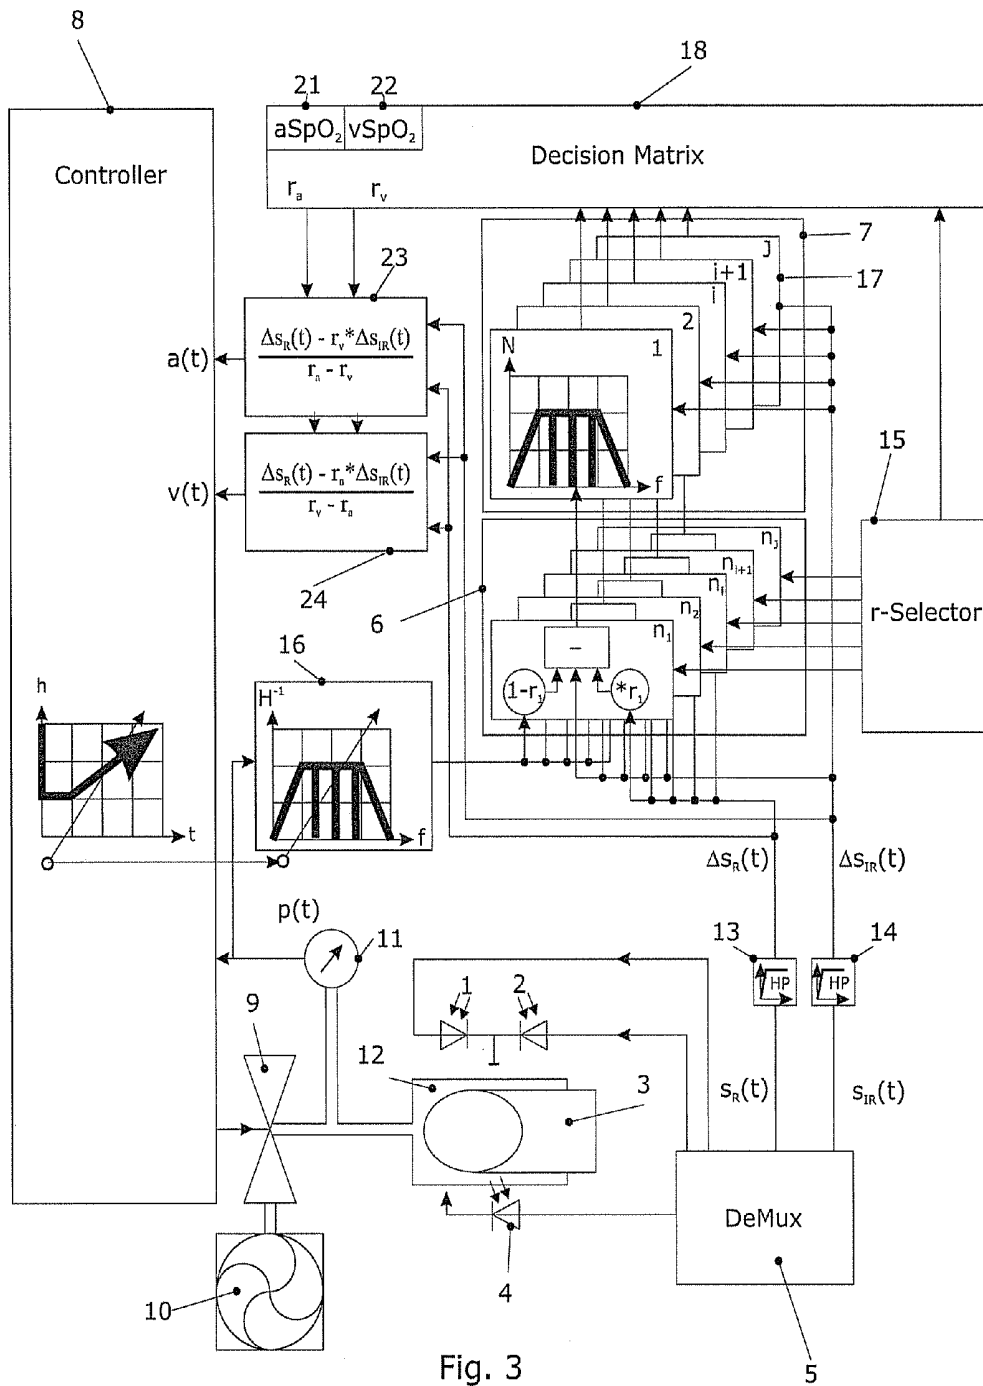 8
21
22
18
aSpO₂
vSpO₂
Decision Matrix
Controller
rₐ
rᵥ
7
23
J
i+1
17
i
2
ΔsR(t) - rv*ΔsIR(t)
ra - rv
a(t)
1
N
f
15
ΔsR(t) - ra*ΔsIR(t)
rv - ra
v(t)
24
nJ
ni+1
ni
n2
n1
6
r-Selector
–
1-r1
*r1
16
h
H⁻¹
t
f
ΔsR(t)
ΔsIR(t)
p(t)
11
13
14
HP
HP
1
2
9
12
3
sR(t)
sIR(t)
DeMux
4
10
5
Fig. 3